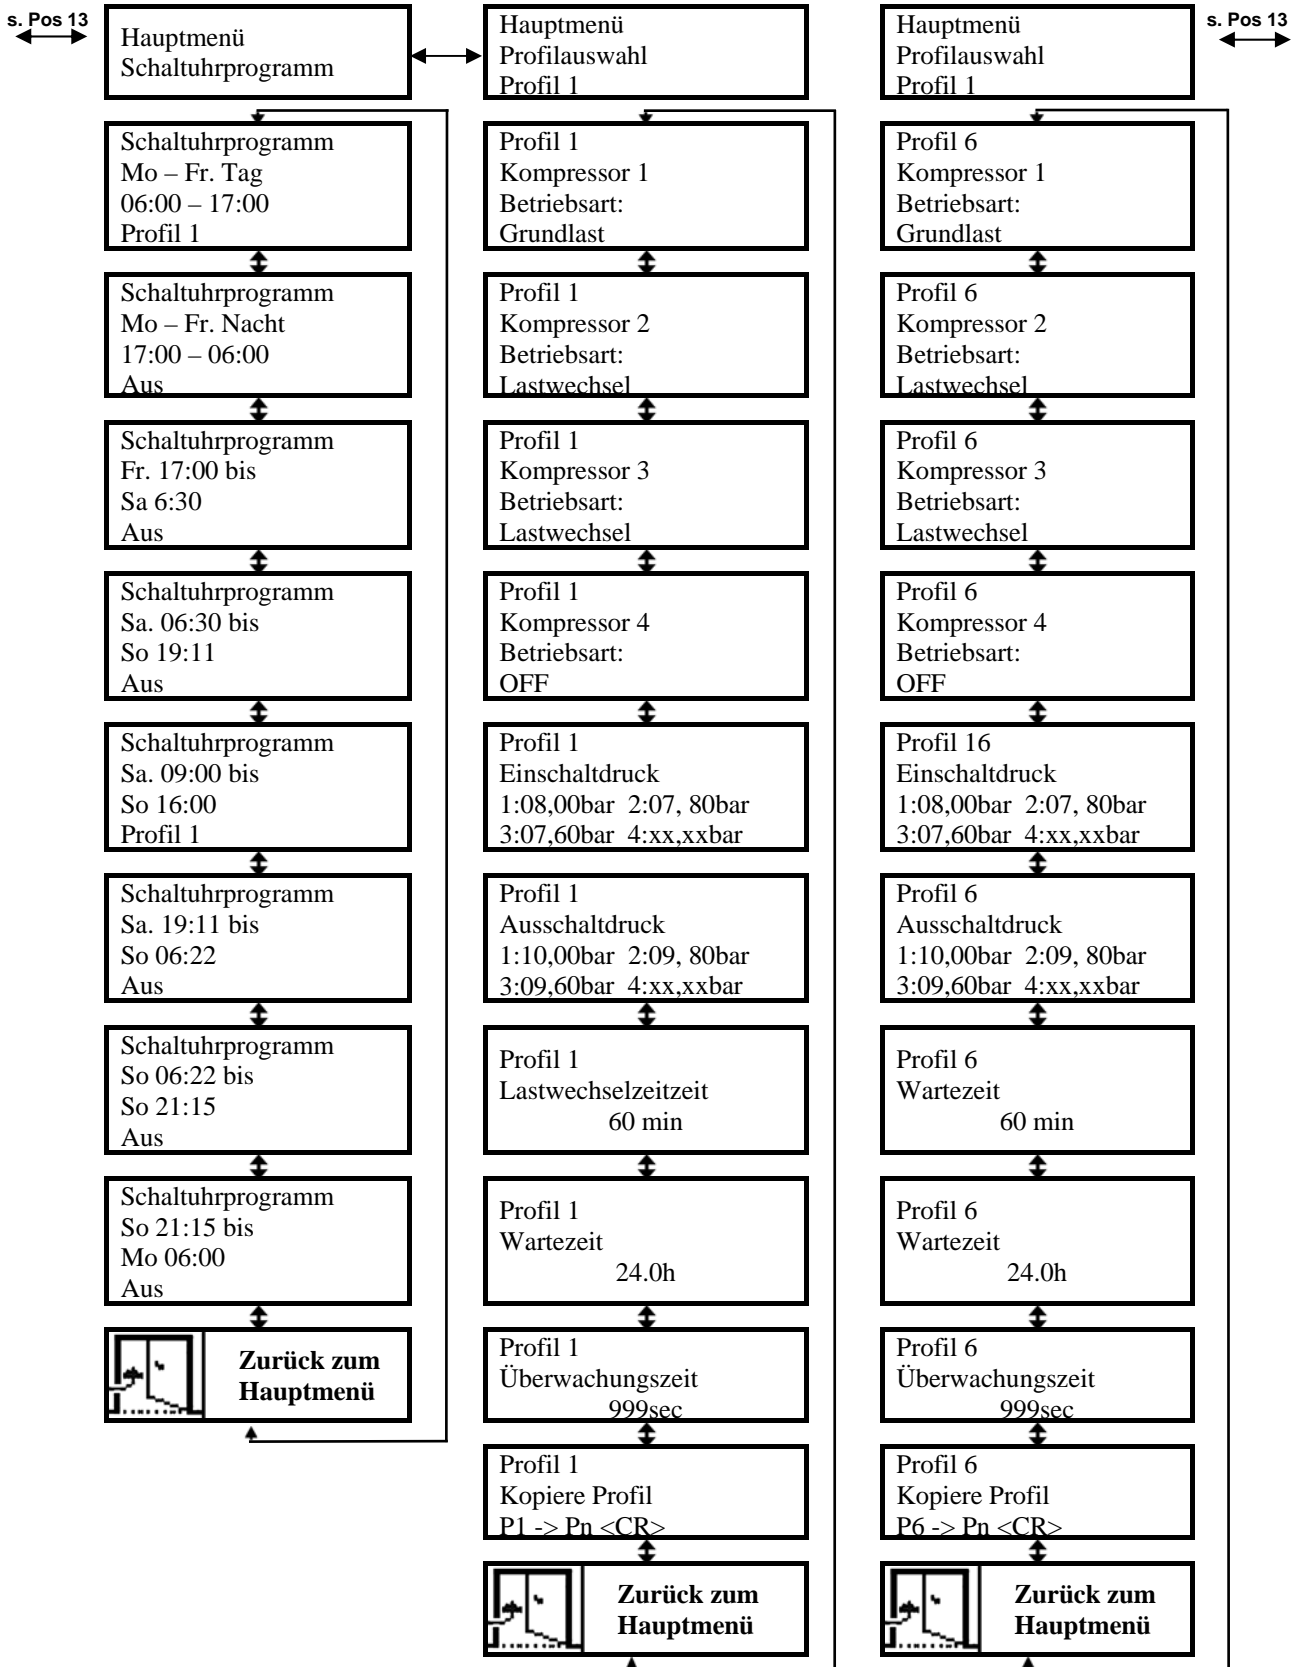 s. Pos 13
Hauptmenü
Schaltuhrprogramm
Schaltuhrprogramm
Mo – Fr. Tag
06:00 – 17:00
Profil 1
Schaltuhrprogramm
Mo – Fr. Nacht
17:00 – 06:00
Aus
Schaltuhrprogramm
Fr. 17:00 bis
Sa 6:30
Aus
Schaltuhrprogramm
Sa. 06:30 bis
So 19:11
Aus
Schaltuhrprogramm
Sa. 09:00 bis
So 16:00
Profil 1
Schaltuhrprogramm
Sa. 19:11 bis
So 06:22
Aus
Schaltuhrprogramm
So 06:22 bis
So 21:15
Aus
Schaltuhrprogramm
So 21:15 bis
Mo 06:00
Aus
Zurück zum
Hauptmenü
Hauptmenü
Profilauswahl
Profil 1
Profil 1
Kompressor 1
Betriebsart:
Grundlast
Profil 1
Kompressor 2
Betriebsart:
Lastwechsel
Profil 1
Kompressor 3
Betriebsart:
Lastwechsel
Profil 1
Kompressor 4
Betriebsart:
OFF
Profil 1
Einschaltdruck
1:08,00bar 2:07, 80bar
3:07,60bar 4:xx,xxbar
Profil 1
Ausschaltdruck
1:10,00bar 2:09, 80bar
3:09,60bar 4:xx,xxbar
Profil 1
Lastwechselzeitzeit
60 min
Profil 1
Wartezeit
24.0h
Profil 1
Überwachungszeit
999sec
Profil 1
Kopiere Profil
P1 -> Pn <CR>
Zurück zum
Hauptmenü
Hauptmenü
Profilauswahl
Profil 1
Profil 6
Kompressor 1
Betriebsart:
Grundlast
Profil 6
Kompressor 2
Betriebsart:
Lastwechsel
Profil 6
Kompressor 3
Betriebsart:
Lastwechsel
Profil 6
Kompressor 4
Betriebsart:
OFF
Profil 16
Einschaltdruck
1:08,00bar 2:07, 80bar
3:07,60bar 4:xx,xxbar
Profil 6
Ausschaltdruck
1:10,00bar 2:09, 80bar
3:09,60bar 4:xx,xxbar
Profil 6
Wartezeit
60 min
Profil 6
Wartezeit
24.0h
Profil 6
Überwachungszeit
999sec
Profil 6
Kopiere Profil
P6 -> Pn <CR>
Zurück zum
Hauptmenü
s. Pos 13